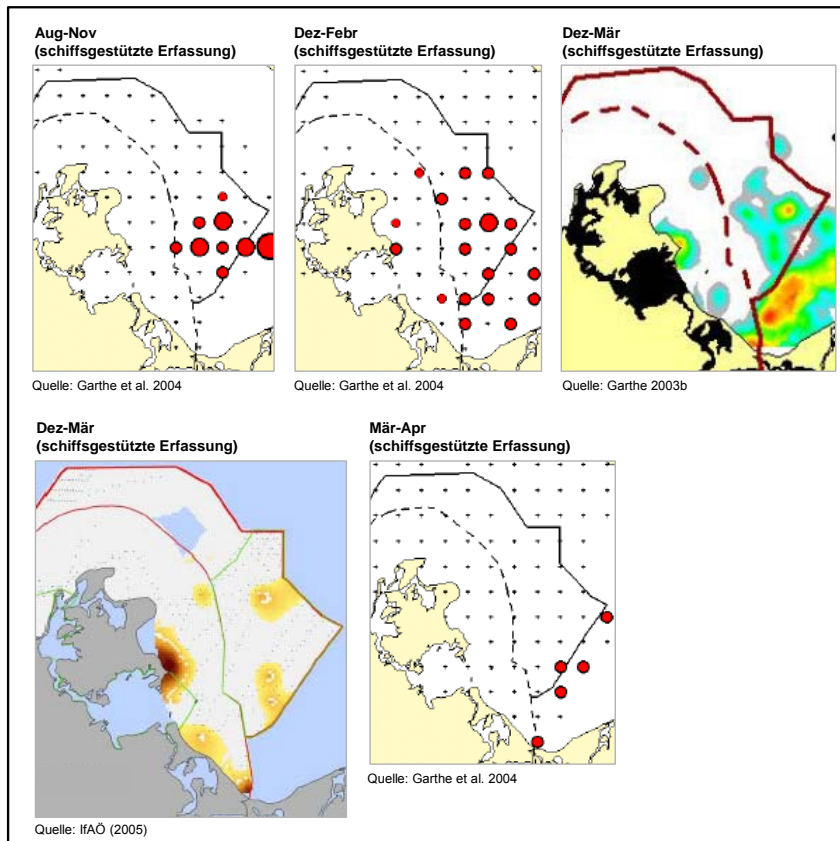 Aug-Nov
(schiffsgestützte Erfassung)
Dez-Febr
(schiffsgestützte Erfassung)
Dez-Mär
(schiffsgestützte Erfassung)
Quelle: Garthe et al. 2004
Quelle: Garthe et al. 2004
Quelle: Garthe 2003b
Dez-Mär
(schiffsgestützte Erfassung)
Mär-Apr
(schiffsgestützte Erfassung)
Quelle: Garthe et al. 2004
Quelle: IfAÖ (2005)